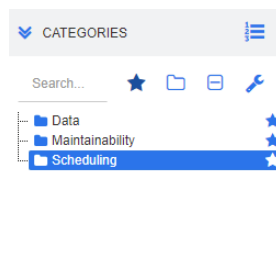 CATEGORIES
Search...
Data
Maintainability
Scheduling